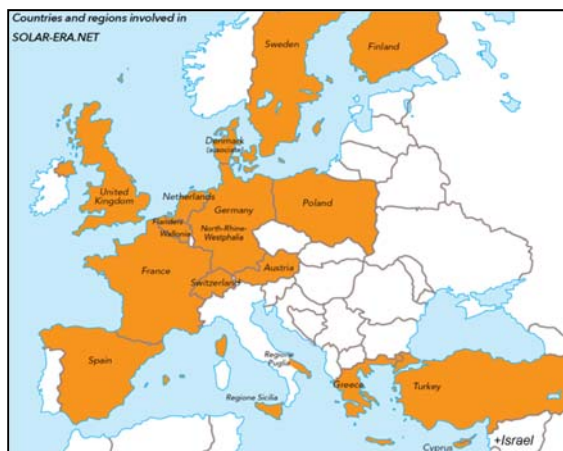 Countries and regions involved in
SOLAR-ERA.NET
Sweden
Finland
Denmark
(associate)
United
Kingdom
Netherlands
Germany
Poland
Flanders
Wallonia
North-Rhine-
Westphalia
France
Austria
Switzerland
Spain
Regione
Puglia
Greece
Turkey
Regione Sicilia
Cyprus
+Israel